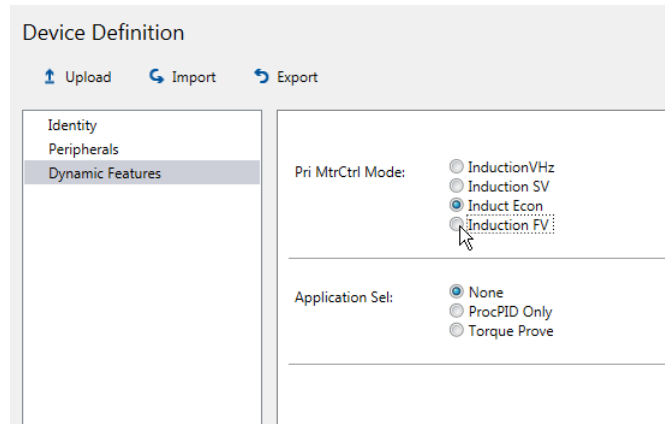 Device Definition
Upload Import Export
Identity
Peripherals
Dynamic Features
Pri MtrCtrl Mode:
InductionVHz
Induction SV
Induct Econ
Induction FV
Application Sel:
None
ProcPID Only
Torque Prove